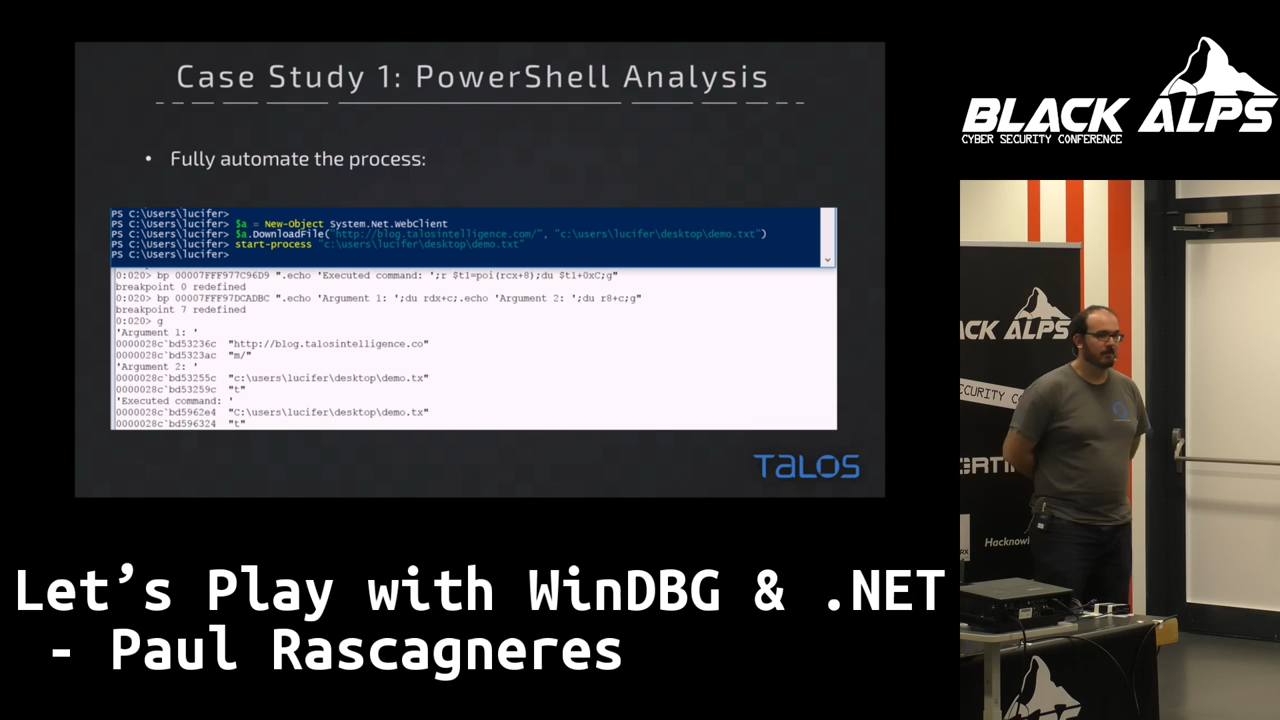 Case Study 1: PowerShell Analysis
• Fully automate the process:
PS C:\Users\lucifer>
PS C:\Users\lucifer> $a = New-Object System.Net.WebClient
PS C:\Users\lucifer> $a.DownloadFile("http://blog.talosintelligence.com/", "c:\users\lucifer\desktop\demo.txt")
PS C:\Users\lucifer> start-process "c:\users\lucifer\desktop\demo.txt"
PS C:\Users\lucifer>
0:020> bp 00007FFF977C96D9 ".echo 'Executed command: ';r $t1=poi(rcx+8);du $t1+0xC;g"
breakpoint 0 redefined
0:020> bp 00007FFF97DCADBC ".echo 'Argument 1: ';du rdx+c;.echo 'Argument 2: ';du r8+c;g"
breakpoint 7 redefined
0:020> g
'Argument 1: '
0000028c`bd53236c "http://blog.talosintelligence.co"
0000028c`bd5323ac "m/"
'Argument 2: '
0000028c`bd53255c "c:\users\lucifer\desktop\demo.tx"
0000028c`bd53259c "t"
'Executed command: '
0000028c`bd5962e4 "C:\users\lucifer\desktop\demo.tx"
0000028c`bd596324 "t"
TALOS
Let's Play with WinDBG & .NET
- Paul Rascagneres
BLACK ALPS
CYBER SECURITY CONFERENCE
ACK ALPS
ECURITY CO
ERTI
Hacknow